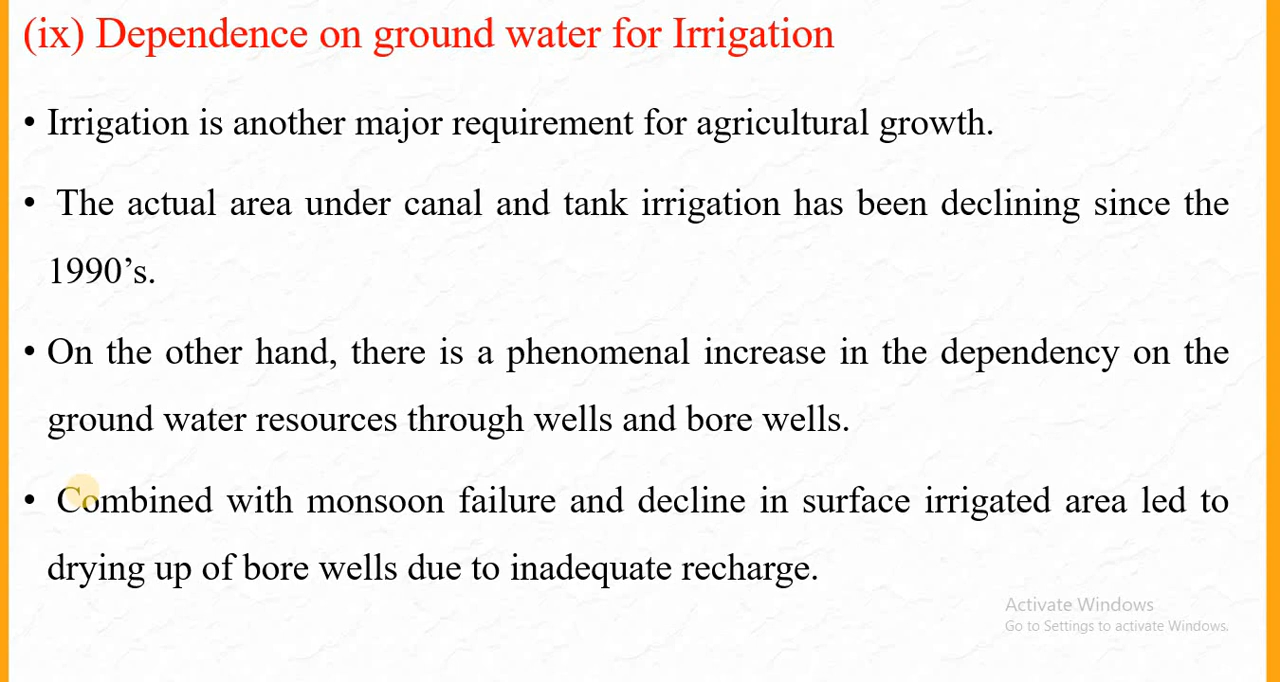 (ix) Dependence on ground water for Irrigation
• Irrigation is another major requirement for agricultural growth.
• The actual area under canal and tank irrigation has been declining since the
1990’s.
• On the other hand, there is a phenomenal increase in the dependency on the
ground water resources through wells and bore wells.
• Combined with monsoon failure and decline in surface irrigated area led to
drying up of bore wells due to inadequate recharge.
Activate Windows
Go to Settings to activate Windows.